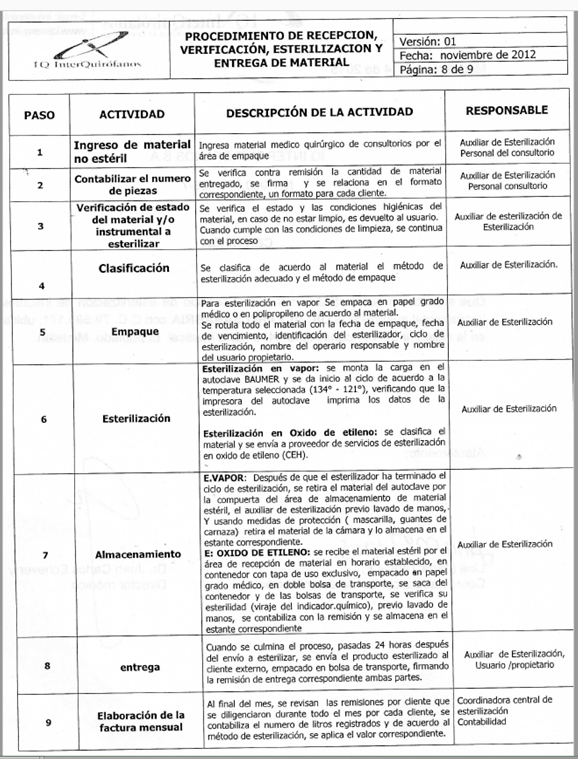 IQ InterQuirófanos
PROCEDIMIENTO DE RECEPCION,
VERIFICACIÓN, ESTERILIZACION Y
ENTREGA DE MATERIAL
Versión: 01
Fecha: noviembre de 2012
Página: 8 de 9
PASO
ACTIVIDAD
DESCRIPCIÓN DE LA ACTIVIDAD
RESPONSABLE
1
Ingreso de material
no estéril
Ingresa material medico quirúrgico de consultorios por el
área de empaque
Auxiliar de Esterilización
Personal del consultorio
2
Contabilizar el numero
de piezas
Se verifica contra remisión la cantidad de material
entregado, se firma y se relaciona en el formato
correspondiente, un formato para cada cliente.
Auxiliar de Esterilización
Personal consultorio
3
Verificación de estado
del material y/o
instrumental a
esterilizar
Se verifica el estado y las condiciones higiénicas del
material, en caso de no estar limpio, es devuelto al usuario.
Cuando cumple con las condiciones de limpieza, se continua
con el proceso
Auxiliar de esterilización de
Esterilización
4
Clasificación
Se clasifica de acuerdo al material el método de
esterilización adecuado y el método de empaque
Auxiliar de Esterilización.
5
Empaque
Para esterilización en vapor Se empaca en papel grado
médico o en polipropileno de acuerdo al material.
Se rotula todo el material con la fecha de empaque, fecha
de vencimiento, identificación del esterilizador, ciclo de
esterilización, nombre del operario responsable y nombre
del usuario propietario.
Auxiliar de Esterilización
6
Esterilización
Esterilización en vapor: se monta la carga en el
autoclave BAUMER y se da inicio al ciclo de acuerdo a la
temperatura seleccionada (134° - 121°), verificando que la
impresora del autoclave imprima los datos de la
esterilización.
Esterilización en Oxido de etileno: se clasifica el
material y se envía a proveedor de servicios de esterilización
en oxido de etileno (CEH).
Auxiliar de Esterilización
7
Almacenamiento
E.VAPOR: Después de que el esterilizador ha terminado el
ciclo de esterilización, se retira el material del autoclave por
la compuerta del área de almacenamiento de material
estéril, el auxiliar de esterilización previo lavado de manos,
Y usando medidas de protección ( mascarilla, guantes de
carnaza) retira el material de la cámara y lo almacena en el
estante correspondiente.
E: OXIDO DE ETILENO: se recibe el material estéril por el
área de recepción de material en horario establecido, en
contenedor con tapa de uso exclusivo, empacado en papel
grado médico, en doble bolsa de transporte, se saca del
contenedor y de las bolsas de transporte, se verifica su
esterilidad (viraje del indicador.químico), previo lavado de
manos, se contabiliza con la remisión y se almacena en el
estante correspondiente
Auxiliar de Esterilización
8
entrega
Cuando se culmina el proceso, pasadas 24 horas después
del envío a esterilizar, se envía el producto esterilizado al
cliente externo, empacado en bolsa de transporte, firmando
la remisión de entrega correspondiente ambas partes.
Auxiliar de Esterilización,
Usuario /propietario
9
Elaboración de la
factura mensual
Al final del mes, se revisan las remisiones por cliente que
se diligenciaron durante todo el mes por cada cliente, se
contabiliza el numero de litros registrados y de acuerdo al
método de esterilización, se aplica el valor correspondiente.
Coordinadora central de
esterilización
Contabilidad